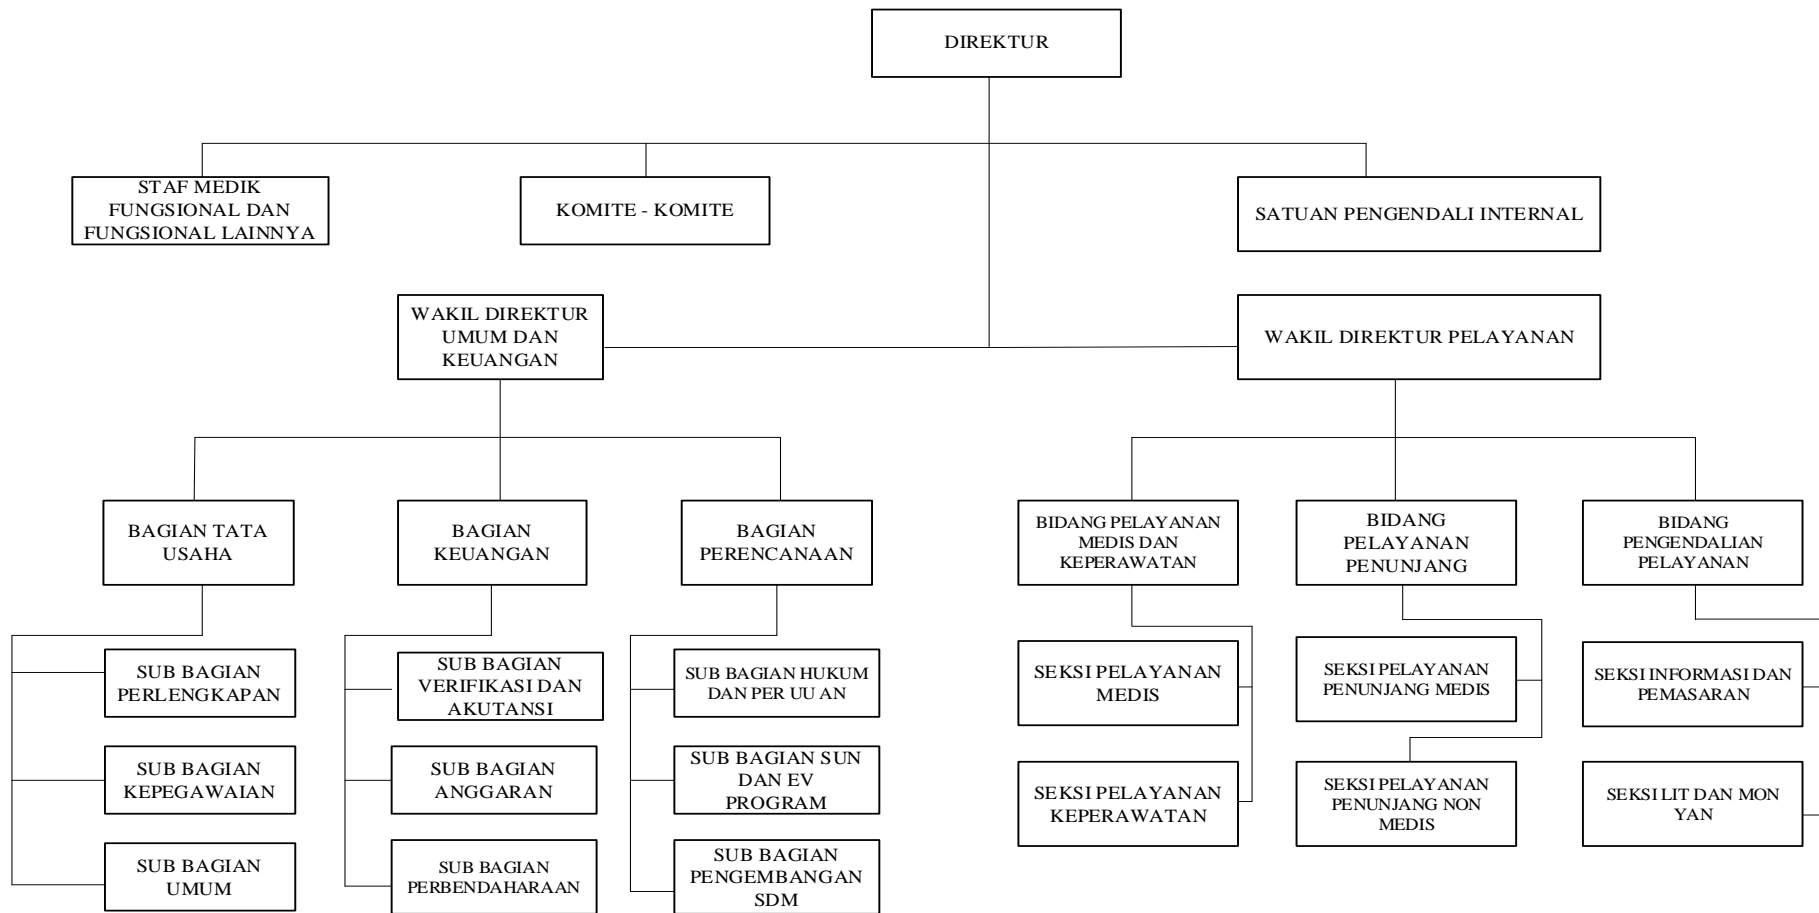 DIREKTUR
STAF MEDIK
FUNGSIONAL DAN
FUNGSIONAL LAINNYA
KOMITE - KOMITE
SATUAN PENGENDALI INTERNAL
WAKIL DIREKTUR
UMUM DAN
KEUANGAN
WAKIL DIREKTUR PELAYANAN
BAGIAN TATA
USAHA
BAGIAN
KEUANGAN
BAGIAN
PERENCANAAN
BIDANG PELAYANAN
MEDIS DAN
KEPERAWATAN
BIDANG
PELAYANAN
PENUNJANG
BIDANG
PENGENDALIAN
PELAYANAN
SUB BAGIAN
PERLENGKAPAN
SUB BAGIAN
VERIFIKASI DAN
AKUTANSI
SUB BAGIAN HUKUM
DAN PER UU AN
SEKSI PELAYANAN
MEDIS
SEKSI PELAYANAN
PENUNJANG MEDIS
SEKSI INFORMASI DAN
PEMASARAN
SUB BAGIAN
KEPEGAWAIAN
SUB BAGIAN
ANGGARAN
SUB BAGIAN SUN
DAN EV
PROGRAM
SEKSI PELAYANAN
KEPERAWATAN
SEKSI PELAYANAN
PENUNJANG NON
MEDIS
SEKSI LIT DAN MON
YAN
SUB BAGIAN
UMUM
SUB BAGIAN
PERBENDAHARAAN
SUB BAGIAN
PENGEMBANGAN
SDM